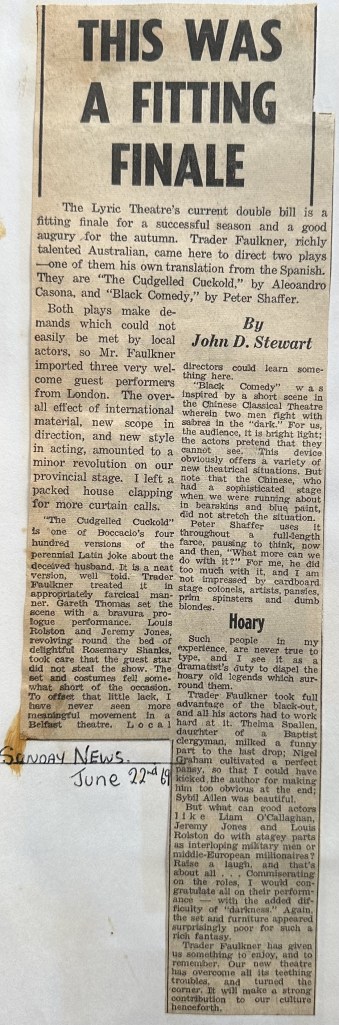 THIS WAS
A FITTING
FINALE
The Lyric Theatre's current double bill is a
fitting finale for a successful season and a good
augury for the autumn. Trader Faulkner, richly
talented Australian, came here to direct two plays
—one of them his own translation from the Spanish.
They are "The Cudgelled Cuckold," by Aleoandro
Casona, and "Black Comedy," by Peter Shaffer.
Both plays make de-
mands which could not
easily be met by local
actors, so Mr. Faulkner
imported three very wel-
come guest performers
from London. The over-
all effect of international
material, new scope in
direction, and new style
in acting, amounted to a
minor revolution on our
provincial stage. I left a
packed house clapping
for more curtain calls.
"The Cudgelled Cuckold"
is one of Boccacio's four
hundred versions of the
perennial Latin joke about the
deceived husband. It is a neat
version, well told. Trader
Faulkner treated it in
appropriately farcical man-
ner. Gareth Thomas set the
scene with a bravura pro-
logue performance. Louis
Rolston and Jeremy Jones,
revolving round the bed of
delightful Rosemary Shanks,
took care that the guest star
did not steal the show. The
set and costumes fell some-
what short of the occasion.
To offset that little lack, I
have never seen more
meaningful movement in a
Belfast theatre. Local
By
John D. Stewart
directors could learn some-
thing here.
"Black Comedy" was
inspired by a short scene in
the Chinese Classical Theatre
wherein two men fight with
sabres in the "dark." For us,
the audience, it is bright light;
the actors pretend that they
cannot see. This device
obviously offers a variety of
new theatrical situations. But
note that the Chinese, who
had a sophisticated stage
when we were running about
in bearskins and blue paint,
did not stretch the situation.
Peter Shaffer uses it
throughout a full-length
farce, pausing to think, now
and then, "What more can we
do with it?" For me, he did
too much with it, and I am
not impressed by cardboard
stage colonels, artists, pansies,
prim spinsters and dumb
blondes.
Hoary
Such people in my
experience, are never true to
type, and I see it as a
dramatist's duty to dispel the
hoary old legends which sur-
round them.
Trader Faulkner took full
advantage of the black-out,
and all his actors had to work
hard at it. Thelma Spallen,
daughter of a Baptist
clergyman, milked a funny
part to the last drop; Nigel
Graham cultivated a perfect
pansy, so that I could have
kicked the author for making
him too obvious at the end;
Sybil Allen was beautiful.
But what can good actors
like Liam O'Callaghan,
Jeremy Jones and Louis
Rolston do with stagey parts
as interloping military men or
middle-European millionaires?
Raise a laugh, and that's
about all . . . Commiserating
on the roles, I would con-
gratulate all on their perform-
ance — with the added dif-
ficulty of "darkness." Again,
the set and furniture appeared
surprisingly poor for such a
rich fantasy.
Trader Faulkner has given
us something to enjoy, and to
remember. Our new theatre
has overcome all its teething
troubles, and turned the
corner. It will make a strong
contribution to our culture
henceforth.
SUNDAY NEWS.
June 22nd 69